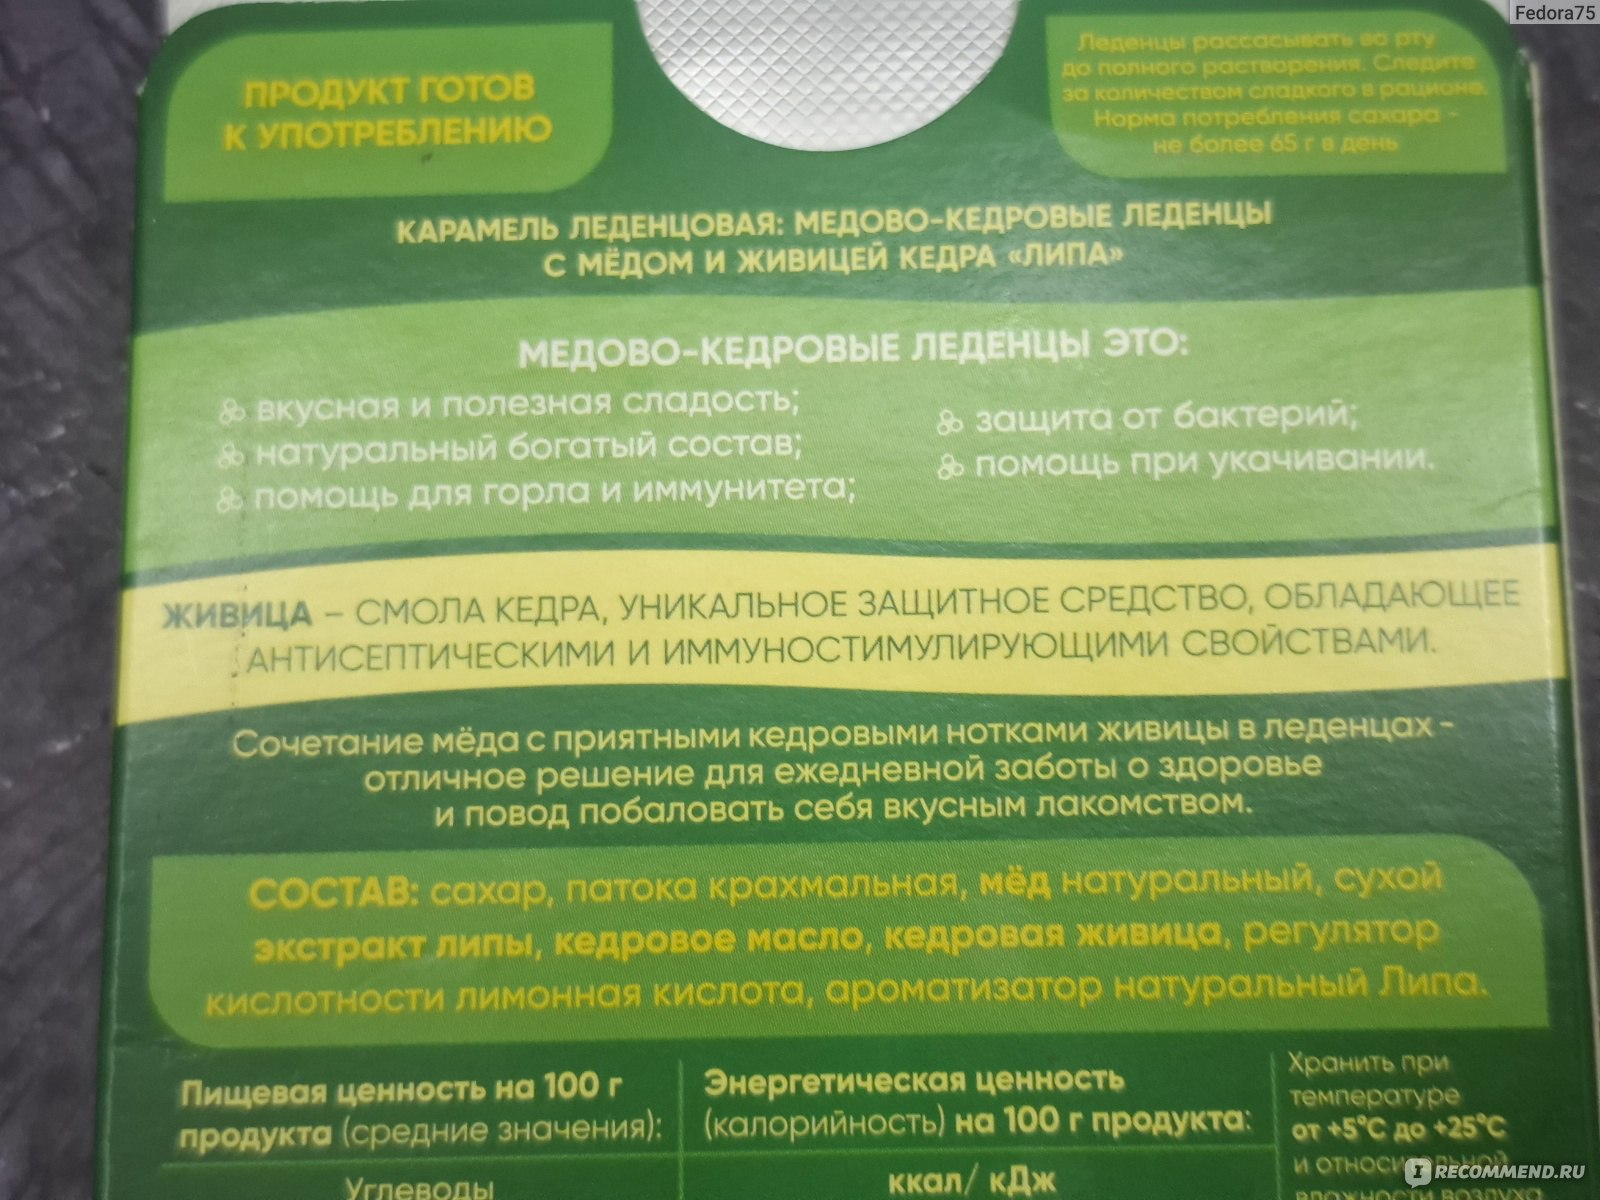 Fedora75
ПРОДУКТ ГОТОВ
К УПОТРЕБЛЕНИЮ
Леденцы рассасывать во рту
до полного растворения. Следите
за количеством сладкого в рационе.
Норма потребления сахара -
не более 65 г в день
КАРАМЕЛЬ ЛЕДЕНЦОВАЯ: МЕДОВО-КЕДРОВЫЕ ЛЕДЕНЦЫ
С МЁДОМ И ЖИВИЦЕЙ КЕДРА «ЛИПА»
МЕДОВО-КЕДРОВЫЕ ЛЕДЕНЦЫ ЭТО:
вкусная и полезная сладость;
натуральный богатый состав;
помощь для горла и иммунитета;
защита от бактерий;
помощь при укачивании.
ЖИВИЦА – СМОЛА КЕДРА, УНИКАЛЬНОЕ ЗАЩИТНОЕ СРЕДСТВО, ОБЛАДАЮЩЕЕ
АНТИСЕПТИЧЕСКИМИ И ИММУНОСТИМУЛИРУЮЩИМИ СВОЙСТВАМИ.
Сочетание мёда с приятными кедровыми нотками живицы в леденцах -
отличное решение для ежедневной заботы о здоровье
и повод побаловать себя вкусным лакомством.
СОСТАВ: сахар, патока крахмальная, мёд натуральный, сухой
экстракт липы, кедровое масло, кедровая живица, регулятор
кислотности лимонная кислота, ароматизатор натуральный Липа.
Пищевая ценность на 100 г
продукта (средние значения):
Углеводы
Энергетическая ценность
(калорийность) на 100 г продукта:
ккал/ кДж
Хранить при
температуре
от +5°С до +25°С
и относительной
влажности воздуха
IRECOMMEND.RU